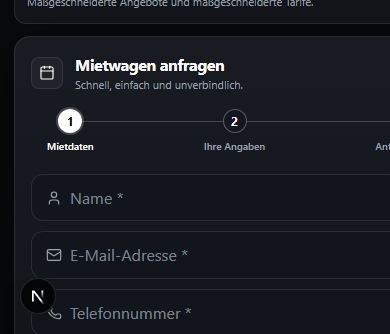 Maßgeschneiderte Angebote und maßgeschneiderte Tarife.
Mietwagen anfragen
Schnell, einfach und unverbindlich.
1
2
Mietdaten
Ihre Angaben
Name *
E-Mail-Adresse *
N
Telefonnummer *